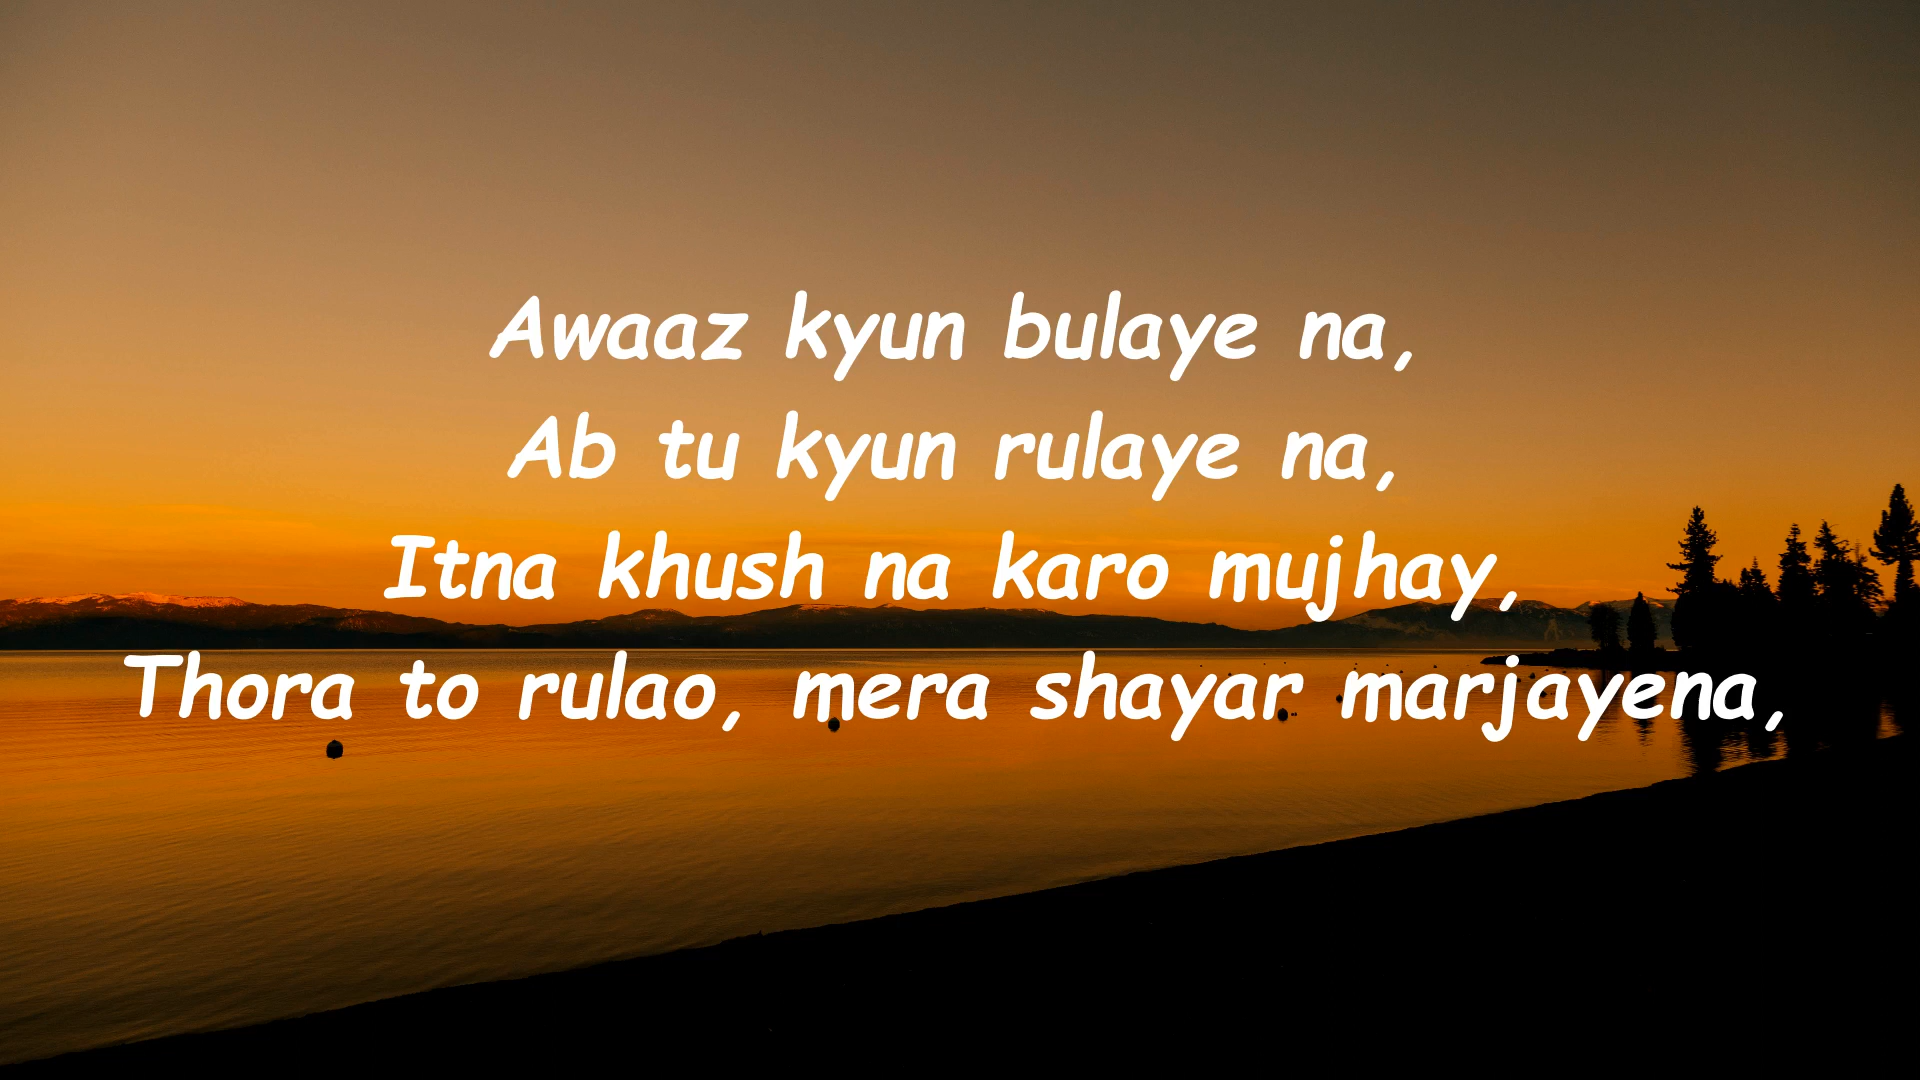 Awaaz kyun bulaye na,
Ab tu kyun rulaye na,
Itna khush na karo mujhay,
Thora to rulao, mera shayar marjayena,